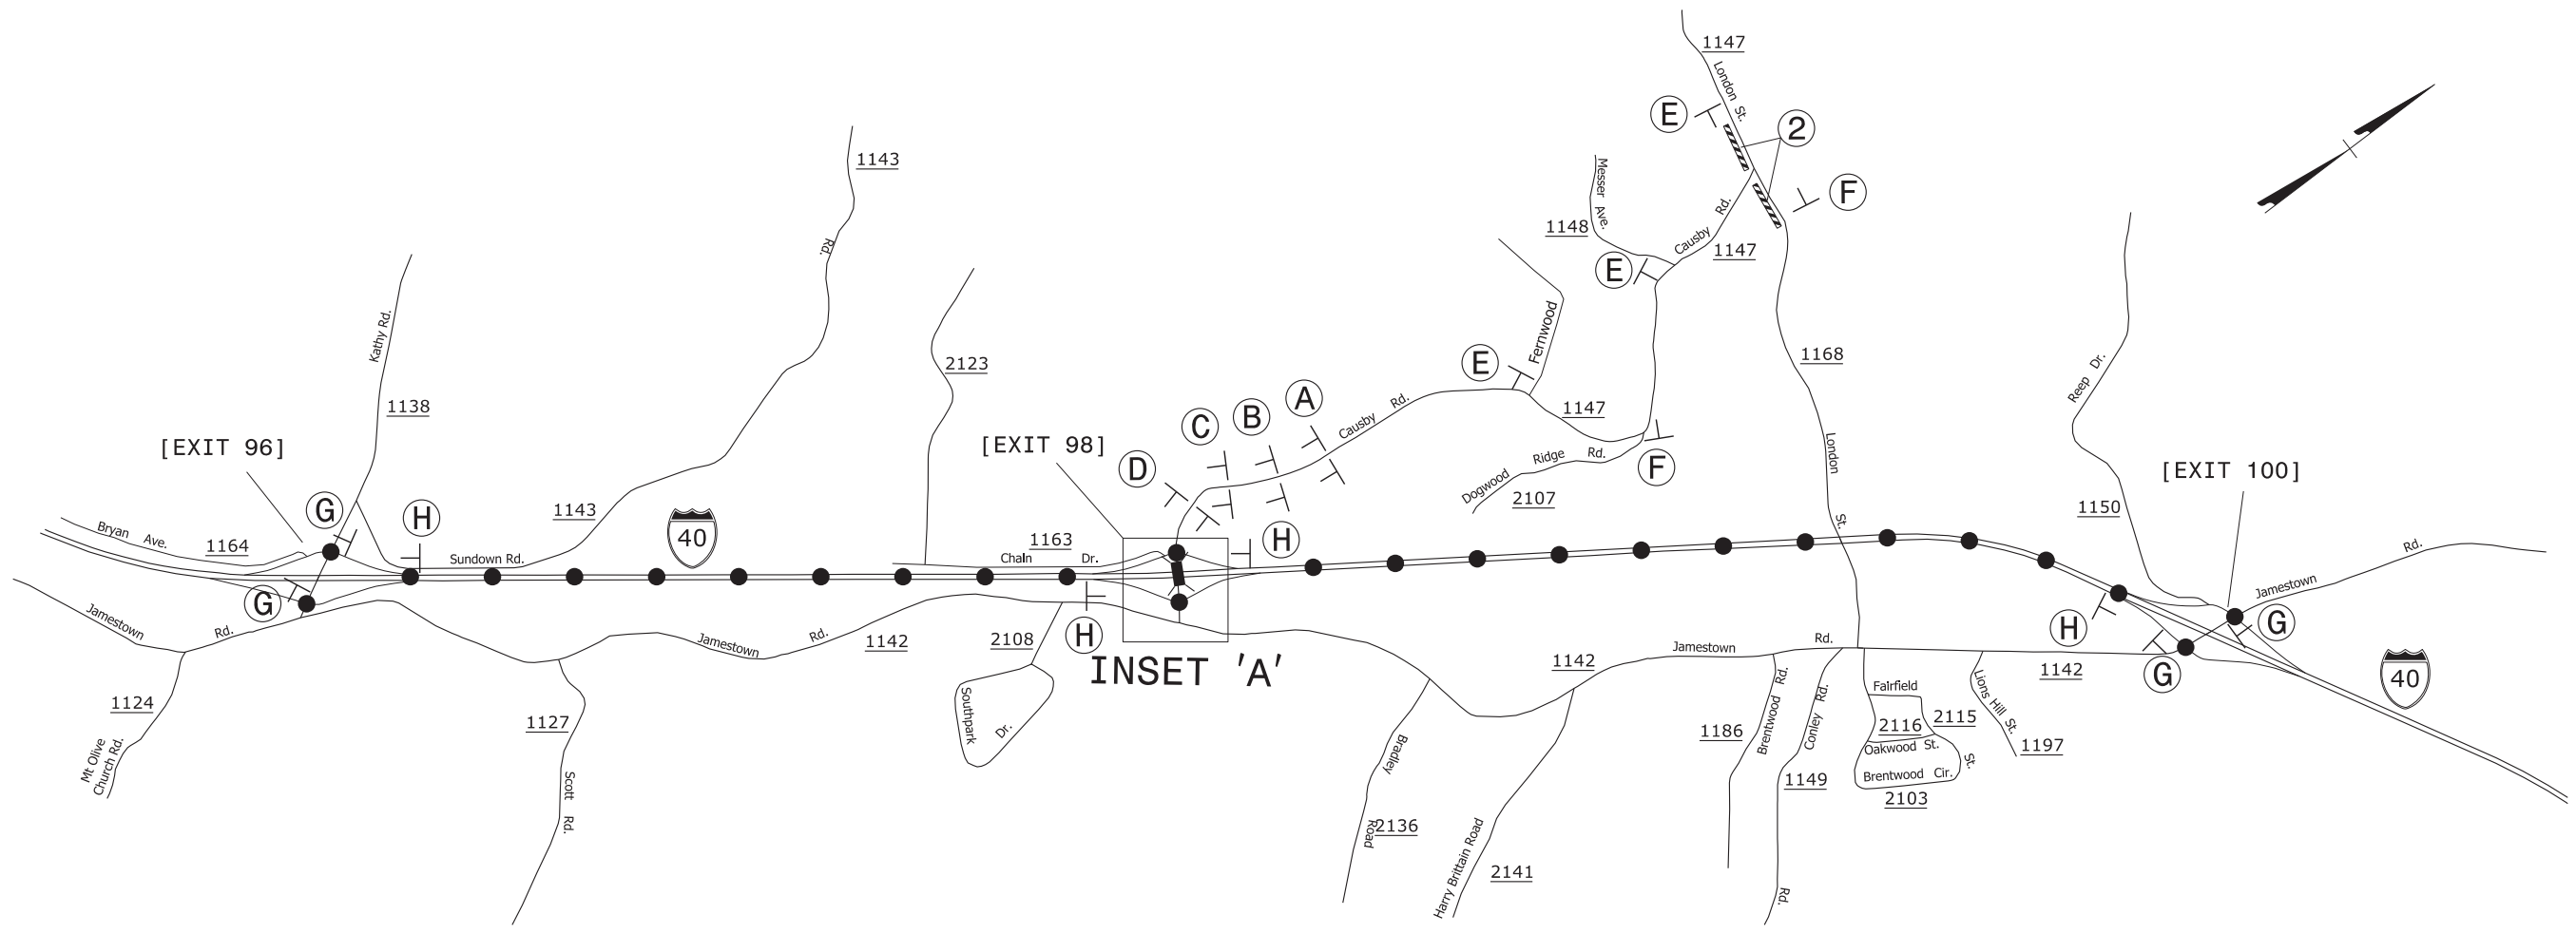 1147
London St.
E
2
1143
Messer Ave.
F
1148
Causby Rd.
Rd.
1147
E
Kathy Rd.
Fernwood
1168
Reep Dr.
2123
E
1138
A
Causby Rd.
1147
B
C
[EXIT 96]
[EXIT 98]
London
D
Dogwood Ridge Rd.
F
[EXIT 100]
2107
1150
G
H
1143
40
St.
Bryan Ave.
1164
Sundown Rd.
1163
Chain Dr.
H
Rd.
G
Jamestown Rd.
Jamestown
H
G
H
Jamestown Rd.
1142
2108
INSET 'A'
Jamestown Rd.
1142
1142
G
40
1124
1127
Southpark Dr.
Fairfield
2116
2115
Lions Hill St.
1186
Brentwood Rd.
Conley Rd.
Oakwood St.
1197
Mt Olive
Church Rd.
Bradley
Brentwood Cir.
St.
1149
2103
Scott Rd.
Road
2136
Harry Brittain Road
2141
Rd.